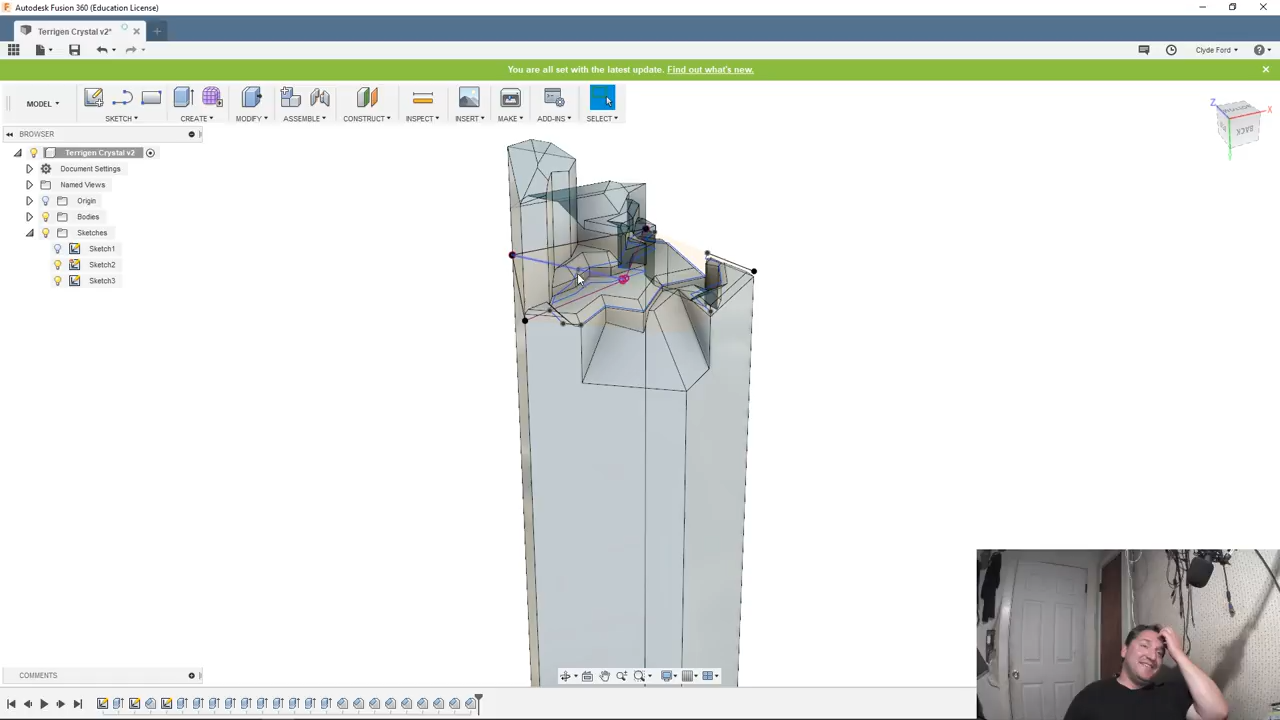 Autodesk Fusion 360 (Education License)
Terrigen Crystal v2*
Clyde Ford
You are all set with the latest update. Find out what's new.
MODEL
SKETCH
CREATE
MODIFY
ASSEMBLE
CONSTRUCT
INSPECT
INSERT
MAKE
ADD-INS
SELECT
BROWSER
Terrigen Crystal v2
Document Settings
Named Views
Origin
Bodies
Sketches
Sketch1
Sketch2
Sketch3
Z
X
Y
BACK
COMMENTS